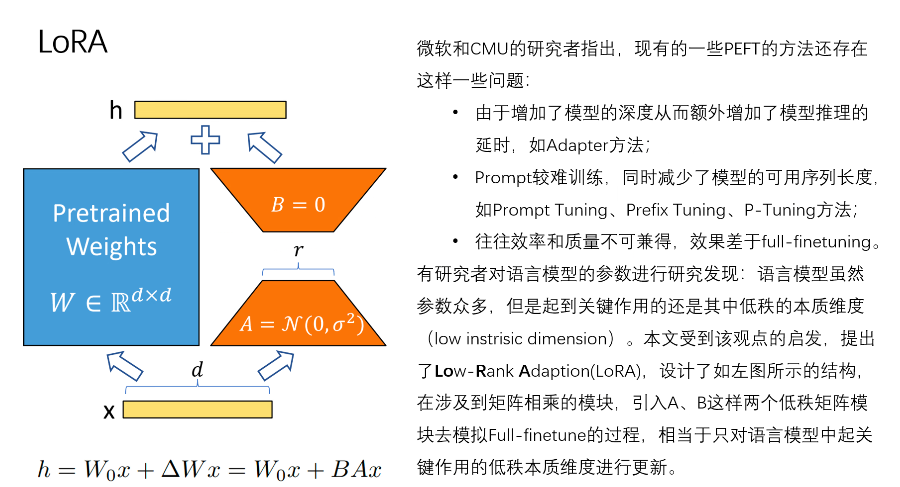 LoRA
h
Pretrained
Weights
W ∈ ℝ^{d×d}
B = 0
r
A = 𝒩(0, σ²)
d
x
h = W₀x + ΔWx = W₀x + BAx
微软和CMU的研究者指出，现有的一些PEFT的方法还存在
这样一些问题：
• 由于增加了模型的深度从而额外增加了模型推理的
延时，如Adapter方法；
• Prompt较难训练，同时减少了模型的可用序列长度，
如Prompt Tuning、Prefix Tuning、P-Tuning方法；
• 往往效率和质量不可兼得，效果差于full-finetuning。
有研究者对语言模型的参数进行研究发现：语言模型虽然
参数众多，但是起到关键作用的还是其中低秩的本质维度
（low instrisic dimension）。本文受到该观点的启发，提出
了Low-Rank Adaption(LoRA)，设计了如左图所示的结构，
在涉及到矩阵相乘的模块，引入A、B这样两个低秩矩阵模
块去模拟Full-finetune的过程，相当于只对语言模型中起关
键作用的低秩本质维度进行更新。